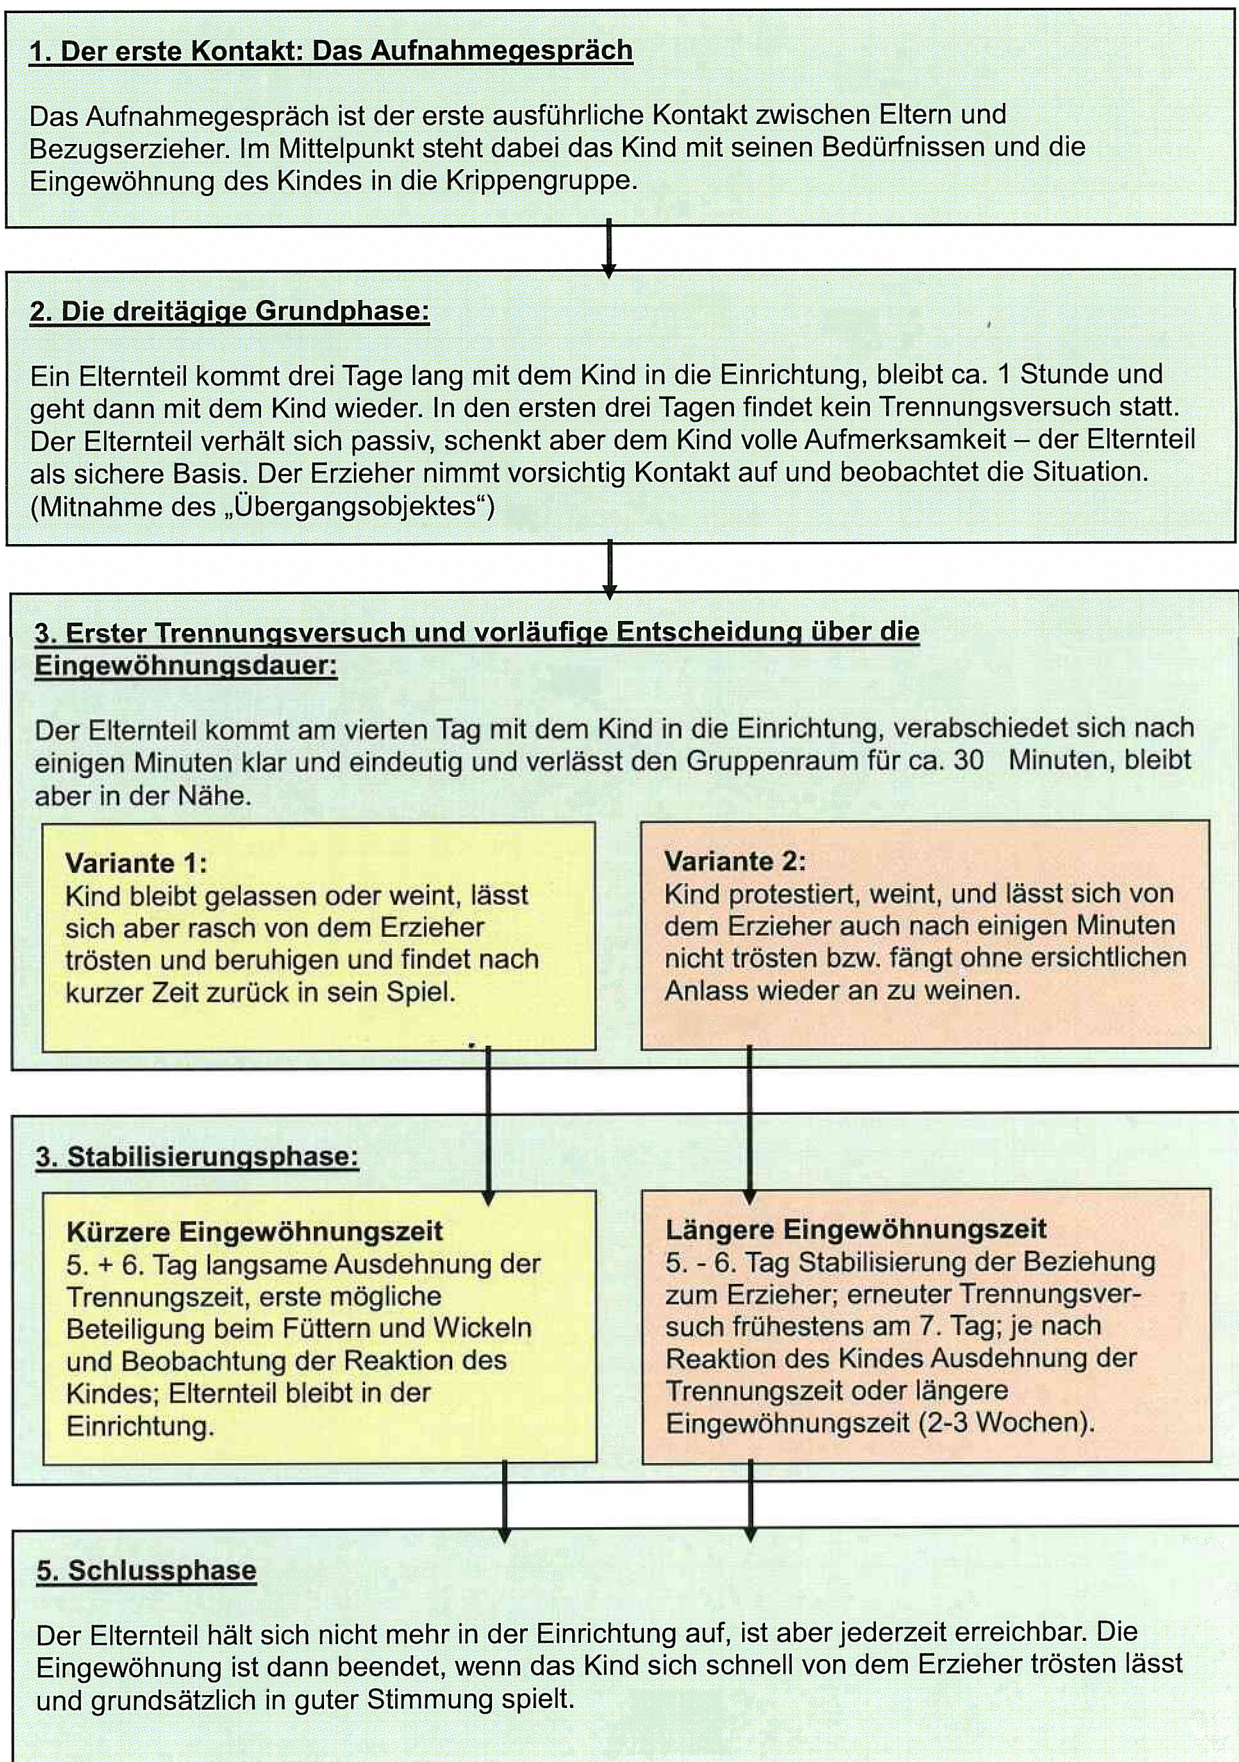 1. Der erste Kontakt: Das Aufnahmegespräch
Das Aufnahmegespräch ist der erste ausführliche Kontakt zwischen Eltern und
Bezugserzieher. Im Mittelpunkt steht dabei das Kind mit seinen Bedürfnissen und die
Eingewöhnung des Kindes in die Krippengruppe.
2. Die dreitägige Grundphase:
Ein Elternteil kommt drei Tage lang mit dem Kind in die Einrichtung, bleibt ca. 1 Stunde und
geht dann mit dem Kind wieder. In den ersten drei Tagen findet kein Trennungsversuch statt.
Der Elternteil verhält sich passiv, schenkt aber dem Kind volle Aufmerksamkeit – der Elternteil
als sichere Basis. Der Erzieher nimmt vorsichtig Kontakt auf und beobachtet die Situation.
(Mitnahme des „Übergangsobjektes“)
3. Erster Trennungsversuch und vorläufige Entscheidung über die
Eingewöhnungsdauer:
Der Elternteil kommt am vierten Tag mit dem Kind in die Einrichtung, verabschiedet sich nach
einigen Minuten klar und eindeutig und verlässt den Gruppenraum für ca. 30 Minuten, bleibt
aber in der Nähe.
Variante 1:
Kind bleibt gelassen oder weint, lässt
sich aber rasch von dem Erzieher
trösten und beruhigen und findet nach
kurzer Zeit zurück in sein Spiel.
Variante 2:
Kind protestiert, weint, und lässt sich von
dem Erzieher auch nach einigen Minuten
nicht trösten bzw. fängt ohne ersichtlichen
Anlass wieder an zu weinen.
3. Stabilisierungsphase:
Kürzere Eingewöhnungszeit
5. + 6. Tag langsame Ausdehnung der
Trennungszeit, erste mögliche
Beteiligung beim Füttern und Wickeln
und Beobachtung der Reaktion des
Kindes; Elternteil bleibt in der
Einrichtung.
Längere Eingewöhnungszeit
5. - 6. Tag Stabilisierung der Beziehung
zum Erzieher; erneuter Trennungsver-
such frühestens am 7. Tag; je nach
Reaktion des Kindes Ausdehnung der
Trennungszeit oder längere
Eingewöhnungszeit (2-3 Wochen).
5. Schlussphase
Der Elternteil hält sich nicht mehr in der Einrichtung auf, ist aber jederzeit erreichbar. Die
Eingewöhnung ist dann beendet, wenn das Kind sich schnell von dem Erzieher trösten lässt
und grundsätzlich in guter Stimmung spielt.